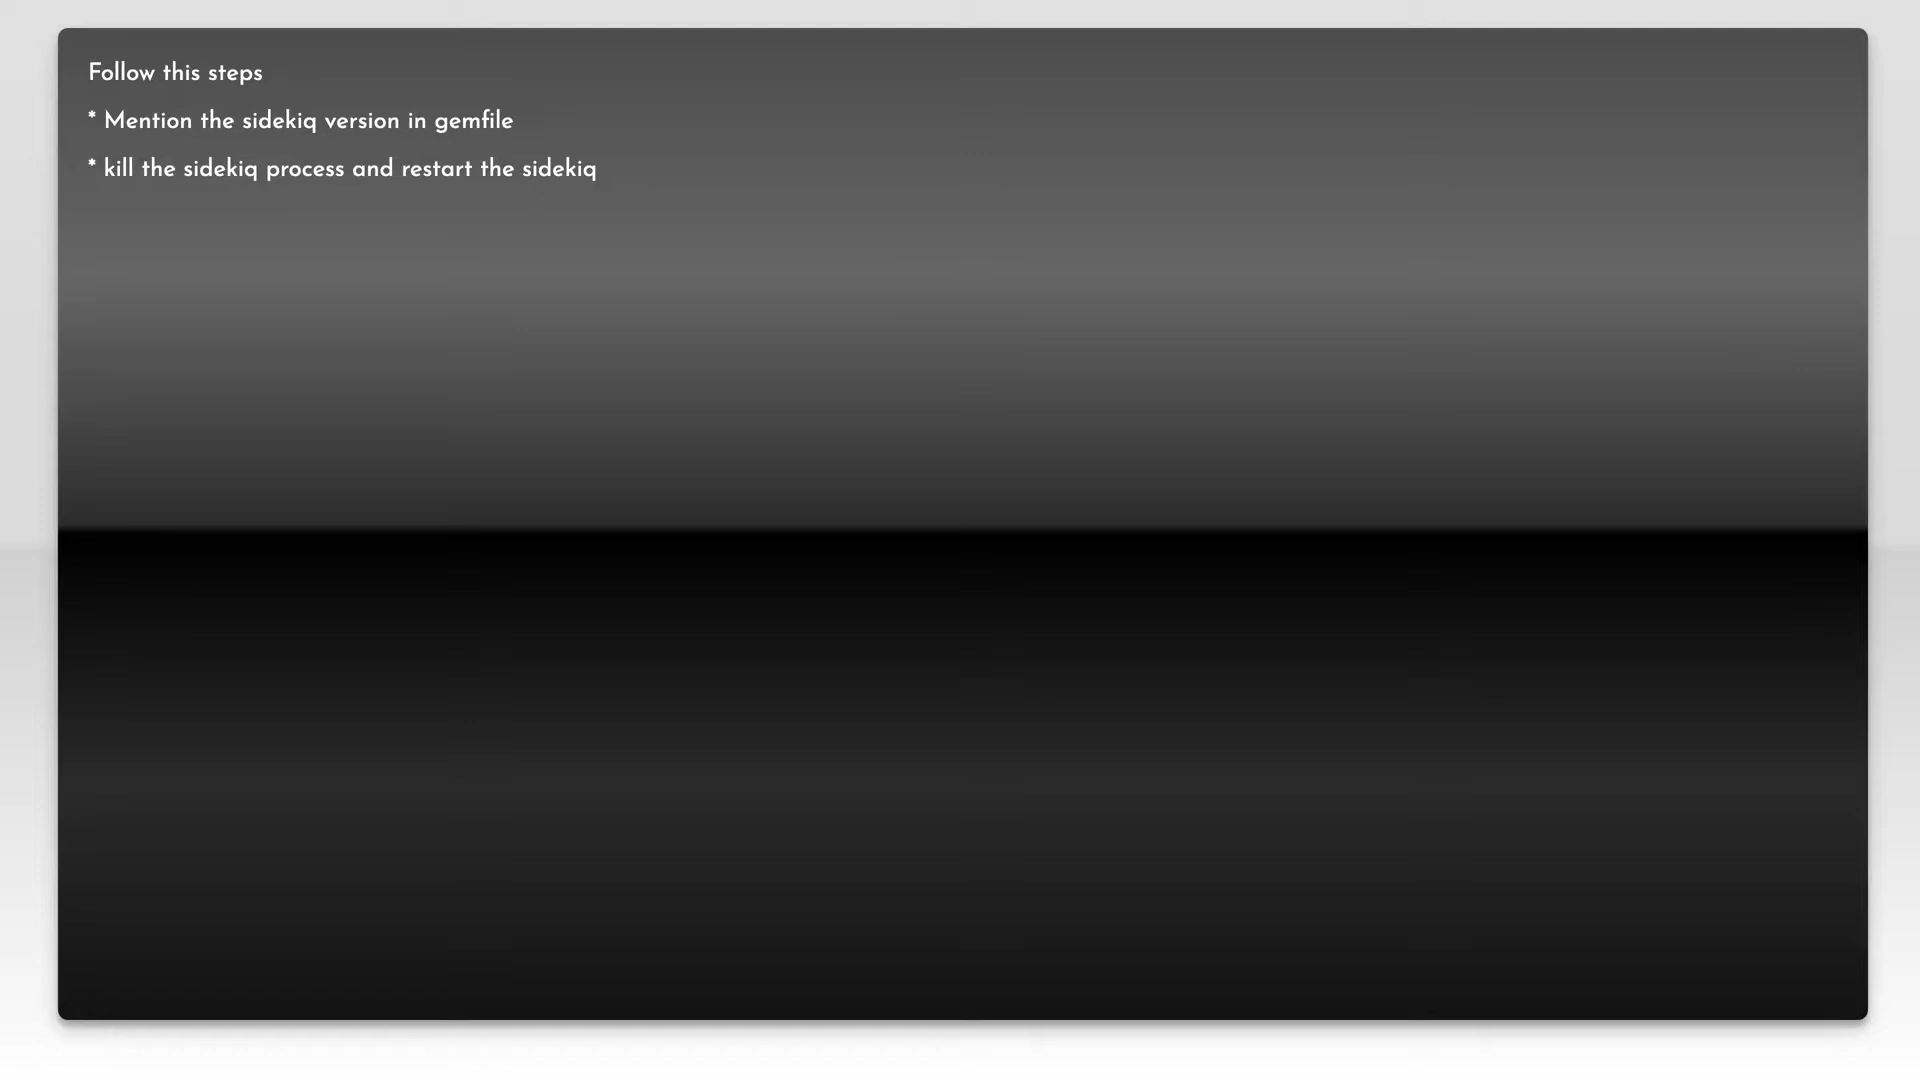 Follow this steps
* Mention the sidekiq version in gemfile
* kill the sidekiq process and restart the sidekiq